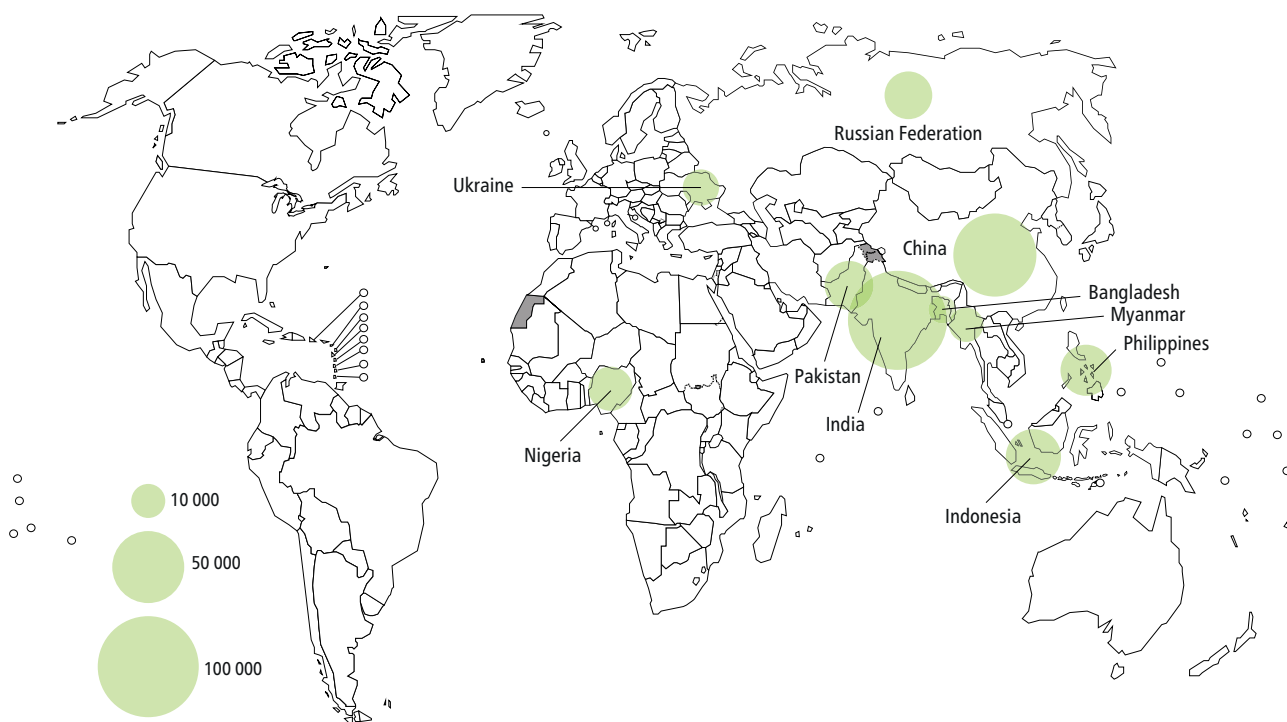 Russian Federation
Ukraine
China
Bangladesh
Myanmar
Philippines
Pakistan
India
Nigeria
Indonesia
10 000
50 000
100 000